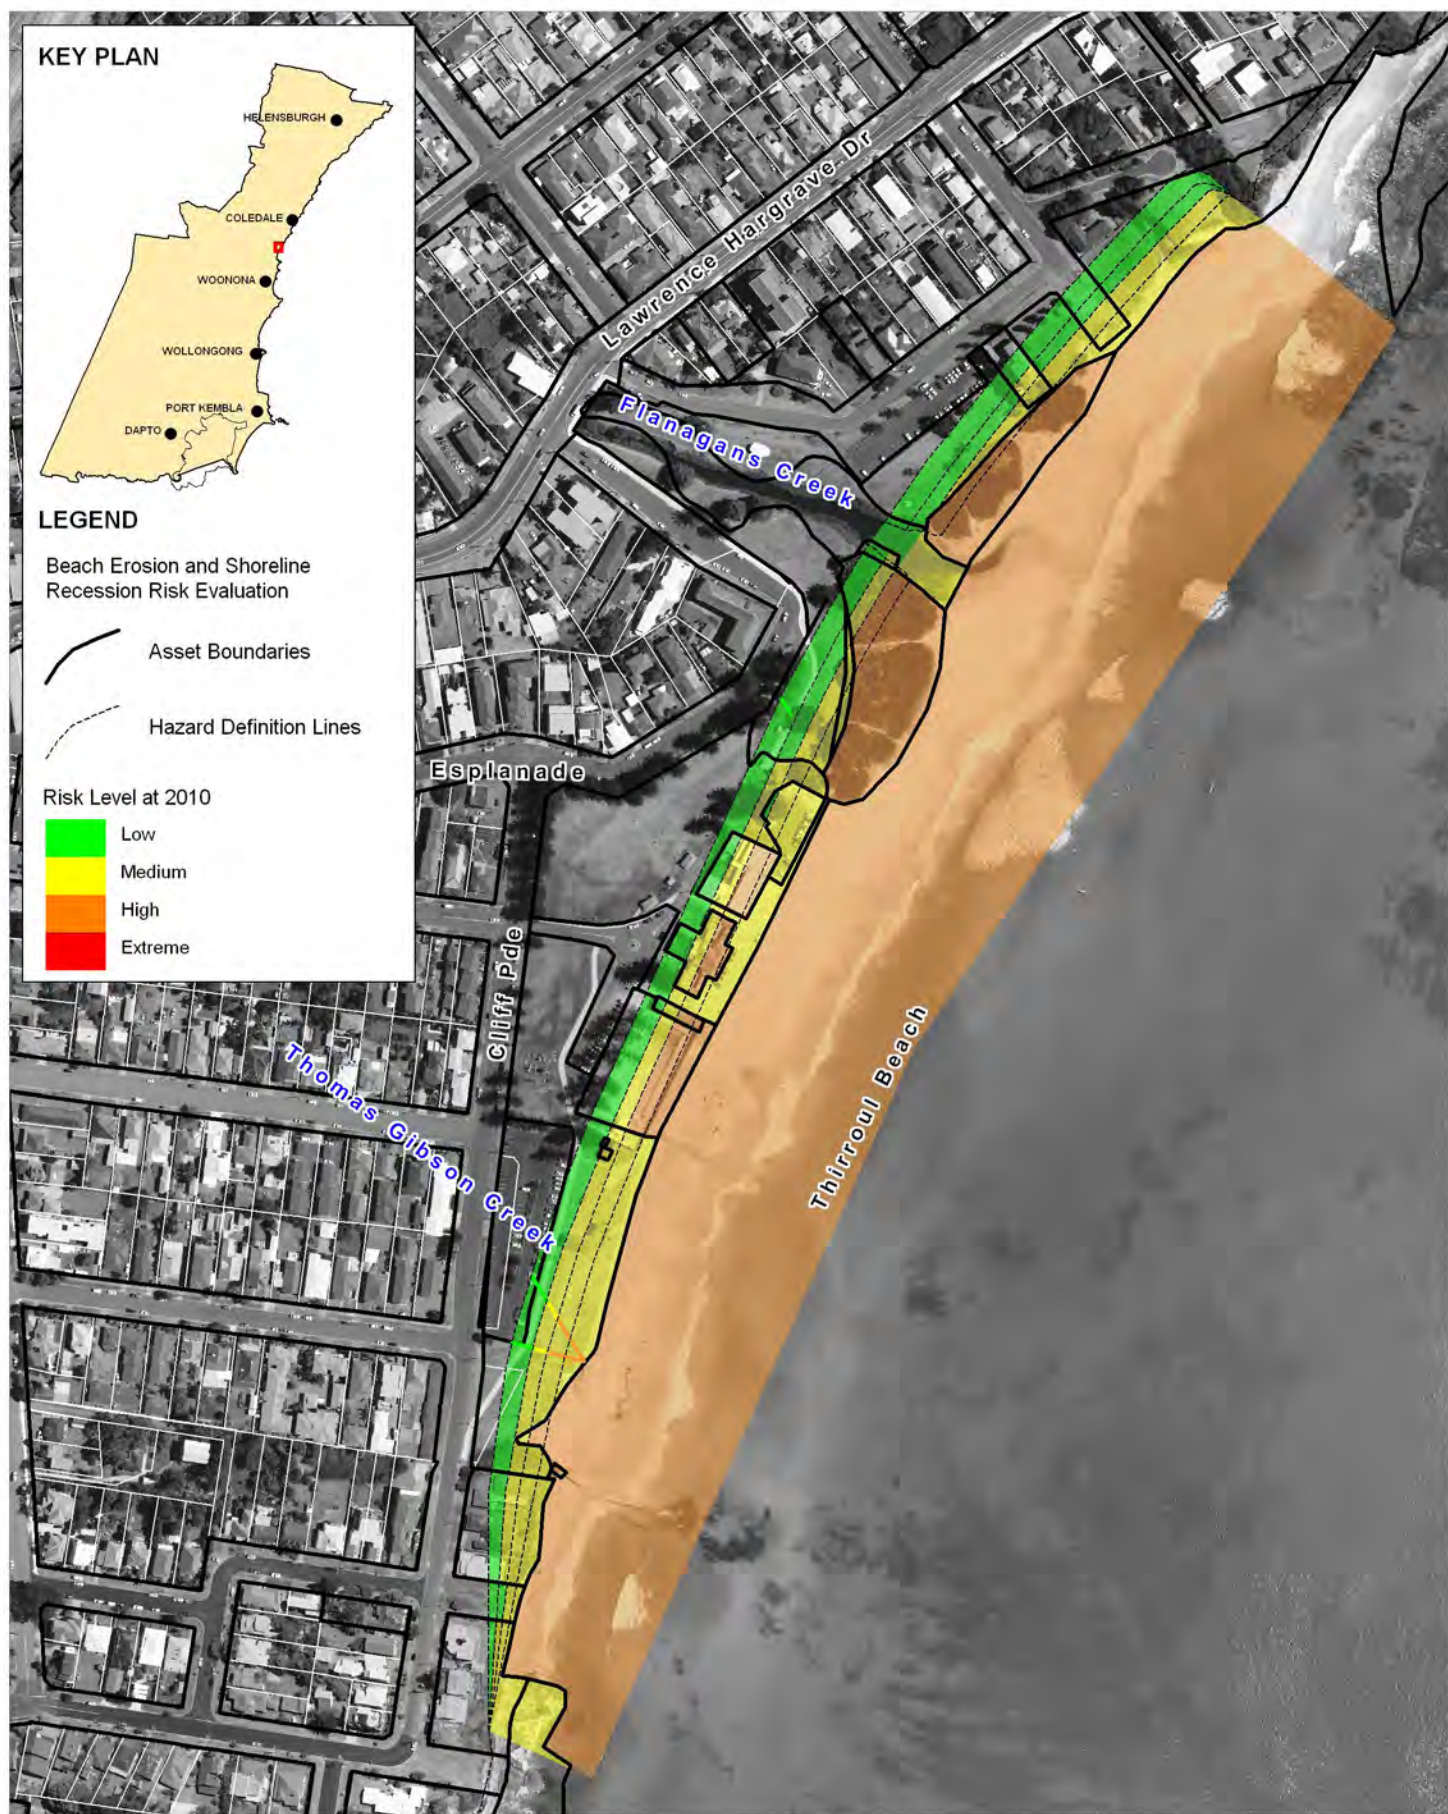 KEY PLAN
HELENSBURGH
COLEDALE
WOONONA
WOLLONGONG
PORT KEMBLA
DAPTO
LEGEND
Beach Erosion and Shoreline
Recession Risk Evaluation
Asset Boundaries
Hazard Definition Lines
Risk Level at 2010
Low
Medium
High
Extreme
Lawrence Hargrave Dr
Flanagans Creek
Esplanade
Cliff Pde
Thomas Gibson Creek
Thirroul Beach